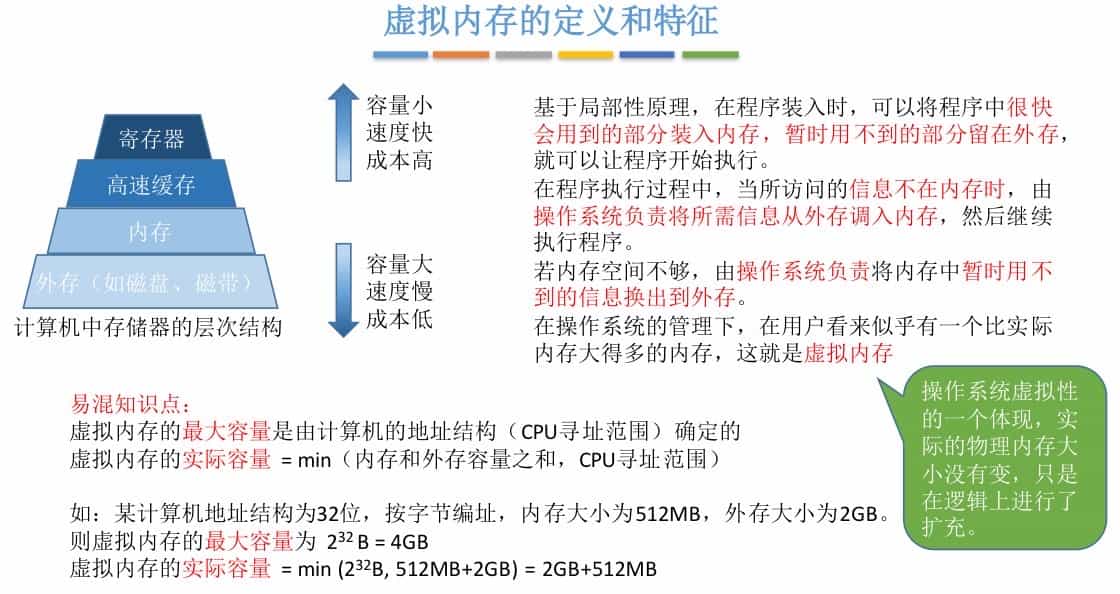 虚拟内存的定义和特征
寄存器
高速缓存
内存
外存（如磁盘、磁带）
计算机中存储器的层次结构
容量小
速度快
成本高
容量大
速度慢
成本低
基于局部性原理，在程序装入时，可以将程序中很快
会用到的部分装入内存，暂时用不到的部分留在外存，
就可以让程序开始执行。
在程序执行过程中，当所访问的信息不在内存时，由
操作系统负责将所需信息从外存调入内存，然后继续
执行程序。
若内存空间不够，由操作系统负责将内存中暂时用不
到的信息换出到外存。
在操作系统的管理下，在用户看来似乎有一个比实际
内存大得多的内存，这就是虚拟内存
操作系统虚拟性
的一个体现，实
际的物理内存大
小没有变，只是
在逻辑上进行了
扩充。
易混知识点：
虚拟内存的最大容量是由计算机的地址结构（CPU寻址范围）确定的
虚拟内存的实际容量 = min（内存和外存容量之和，CPU寻址范围）
如：某计算机地址结构为32位，按字节编址，内存大小为512MB，外存大小为2GB。
则虚拟内存的最大容量为 2³² B = 4GB
虚拟内存的实际容量 = min (2³²B, 512MB+2GB) = 2GB+512MB